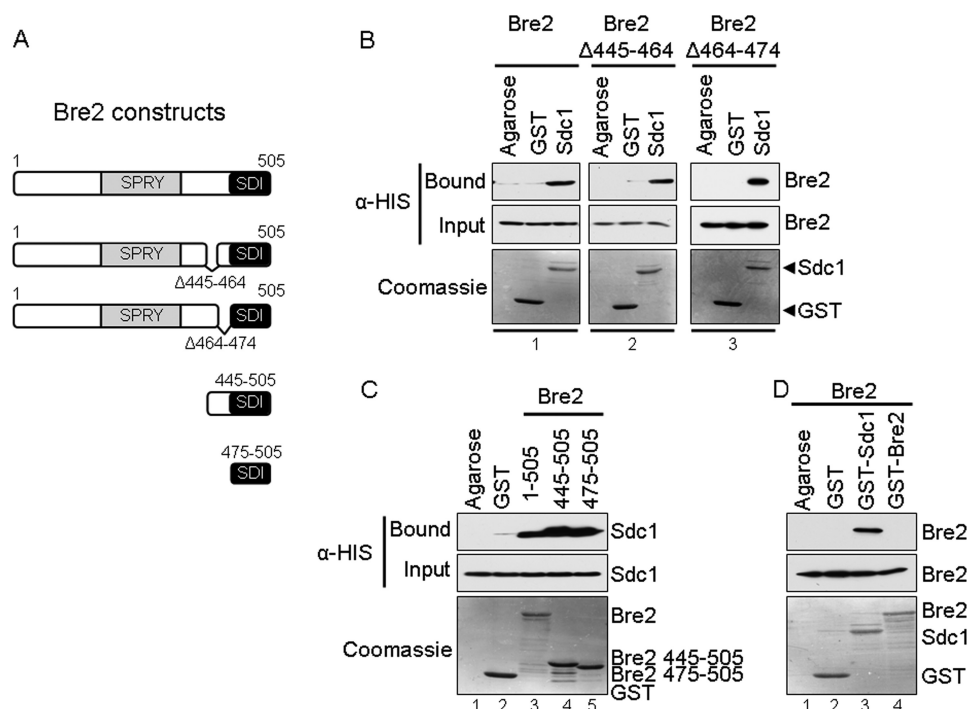 A
Bre2 constructs
1 505
SPRY SDI
1 505
SPRY SDI
Δ445-464
1 505
SPRY SDI
Δ464-474
445-505
SDI
475-505
SDI
B
Bre2
Bre2
Δ445-464
Bre2
Δ464-474
Agarose GST Sdc1 Agarose GST Sdc1 Agarose GST Sdc1
α-HIS
Bound Bre2
Input Bre2
Coomassie
Sdc1
GST
1 2 3
C
Bre2
Agarose GST 1-505 445-505 475-505
α-HIS
Bound Sdc1
Input Sdc1
Coomassie
Bre2
Bre2 445-505
Bre2 475-505
GST
1 2 3 4 5
D
Bre2
Agarose GST GST-Sdc1 GST-Bre2
Bre2
Bre2
Bre2
Sdc1
GST
1 2 3 4